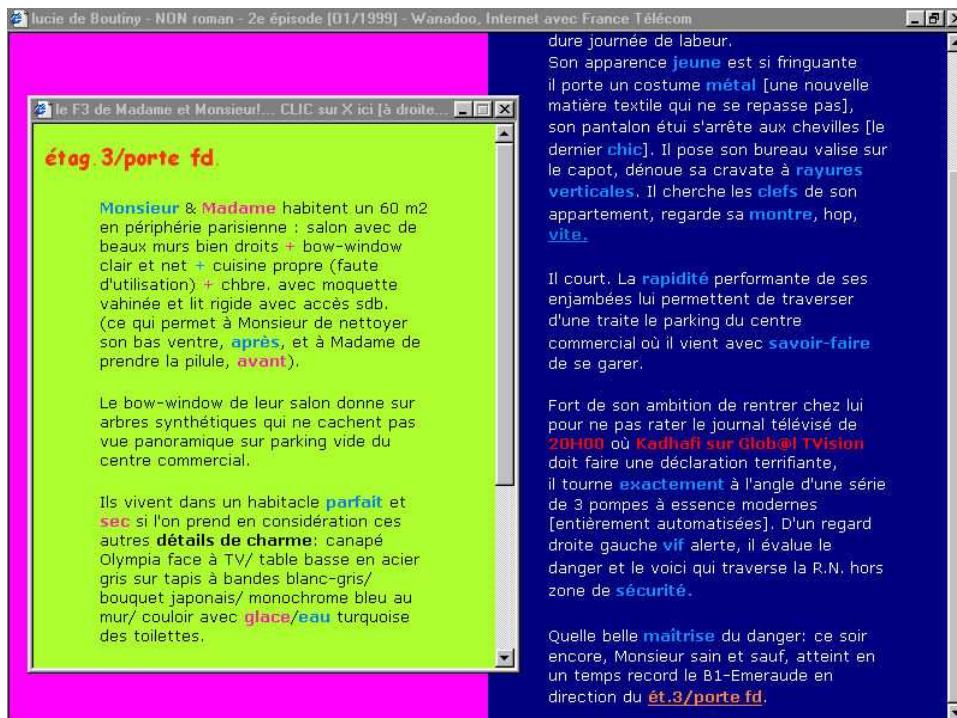 lucie de Boutiny - NON roman - 2e épisode [01/1999] - Wanadoo, Internet avec France Télécom
le F3 de Madame et Monsieur!... CLIC sur X ici [à droite...
étag.3/porte fd.
Monsieur & Madame habitent un 60 m2
en périphérie parisienne : salon avec de
beaux murs bien droits + bow-window
clair et net + cuisine propre (faute
d'utilisation) + chbre. avec moquette
vahinée et lit rigide avec accès sdb.
(ce qui permet à Monsieur de nettoyer
son bas ventre, après, et à Madame de
prendre la pilule, avant).
Le bow-window de leur salon donne sur
arbres synthétiques qui ne cachent pas
vue panoramique sur parking vide du
centre commercial.
Ils vivent dans un habitacle parfait et
sec si l'on prend en considération ces
autres détails de charme: canapé
Olympia face à TV/ table basse en acier
gris sur tapis à bandes blanc-gris/
bouquet japonais/ monochrome bleu au
mur/ couloir avec glace/eau turquoise
des toilettes.
dure journée de labeur.
Son apparence jeune est si fringuante
il porte un costume métal [une nouvelle
matière textile qui ne se repasse pas],
son pantalon étui s'arrête aux chevilles [le
dernier chic]. Il pose son bureau valise sur
le capot, dénoue sa cravate à rayures
verticales. Il cherche les clefs de son
appartement, regarde sa montre, hop,
vite.
Il court. La rapidité performante de ses
enjambées lui permettent de traverser
d'une traite le parking du centre
commercial où il vient avec savoir-faire
de se garer.
Fort de son ambition de rentrer chez lui
pour ne pas rater le journal télévisé de
20H00 où Kadhafi sur Glob@l TVision
doit faire une déclaration terrifiante,
il tourne exactement à l'angle d'une série
de 3 pompes à essence modernes
[entièrement automatisées]. D'un regard
droite gauche vif alerte, il évalue le
danger et le voici qui traverse la R.N. hors
zone de sécurité.
Quelle belle maîtrise du danger: ce soir
encore, Monsieur sain et sauf, atteint en
un temps record le B1-Emeraude en
direction du ét.3/porte fd.